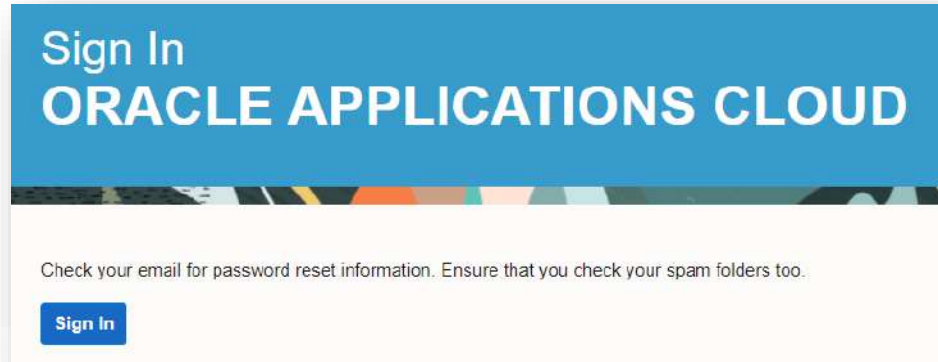 Sign In
ORACLE APPLICATIONS CLOUD
Check your email for password reset information. Ensure that you check your spam folders too.
Sign In